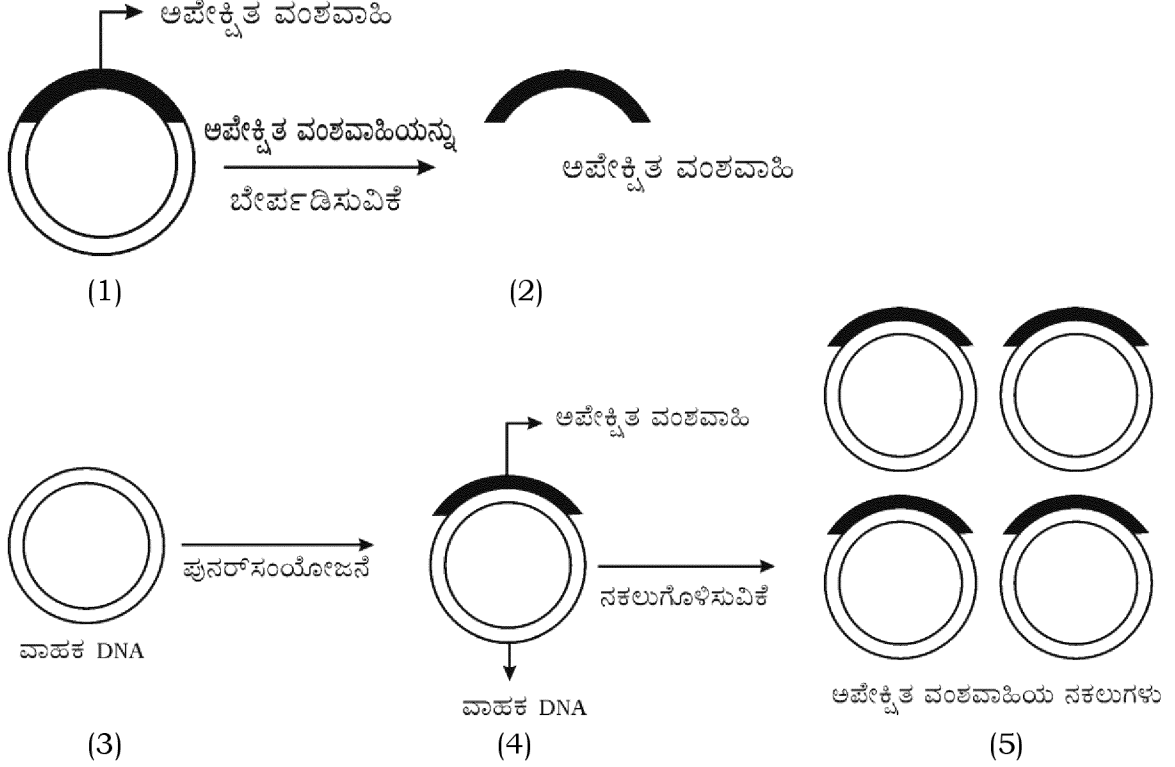 ಅಪೇಕ್ಷಿತ ವಂಶವಾಹಿ
ಅಪೇಕ್ಷಿತ ವಂಶವಾಹಿಯನ್ನು
ಬೇರ್ಪಡಿಸುವಿಕೆ
ಅಪೇಕ್ಷಿತ ವಂಶವಾಹಿ
(1)
(2)
ಅಪೇಕ್ಷಿತ ವಂಶವಾಹಿ
ಪುನರ್‌ಸಂಯೋಜನೆ
ನಕಲುಗೊಳಿಸುವಿಕೆ
ವಾಹಕ DNA
ವಾಹಕ DNA
ಅಪೇಕ್ಷಿತ ವಂಶವಾಹಿಯ ನಕಲುಗಳು
(3)
(4)
(5)